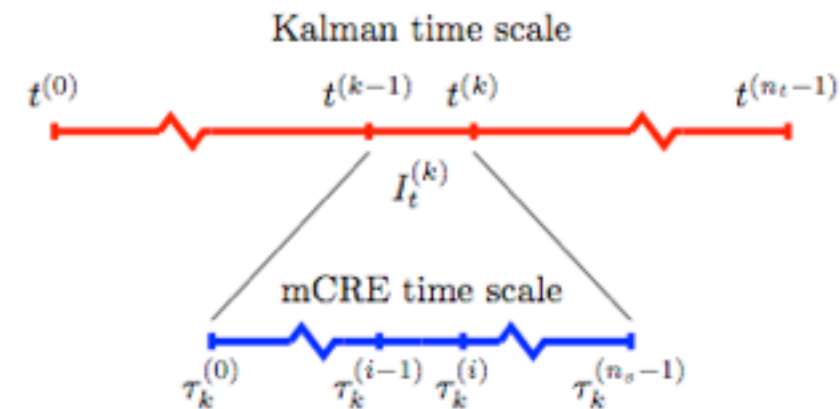 Kalman time scale
t^{(0)} t^{(k-1)} t^{(k)} t^{(n_t-1)}
I_t^{(k)}
mCRE time scale
τ_k^{(0)} τ_k^{(i-1)} τ_k^{(i)} τ_k^{(n_s-1)}